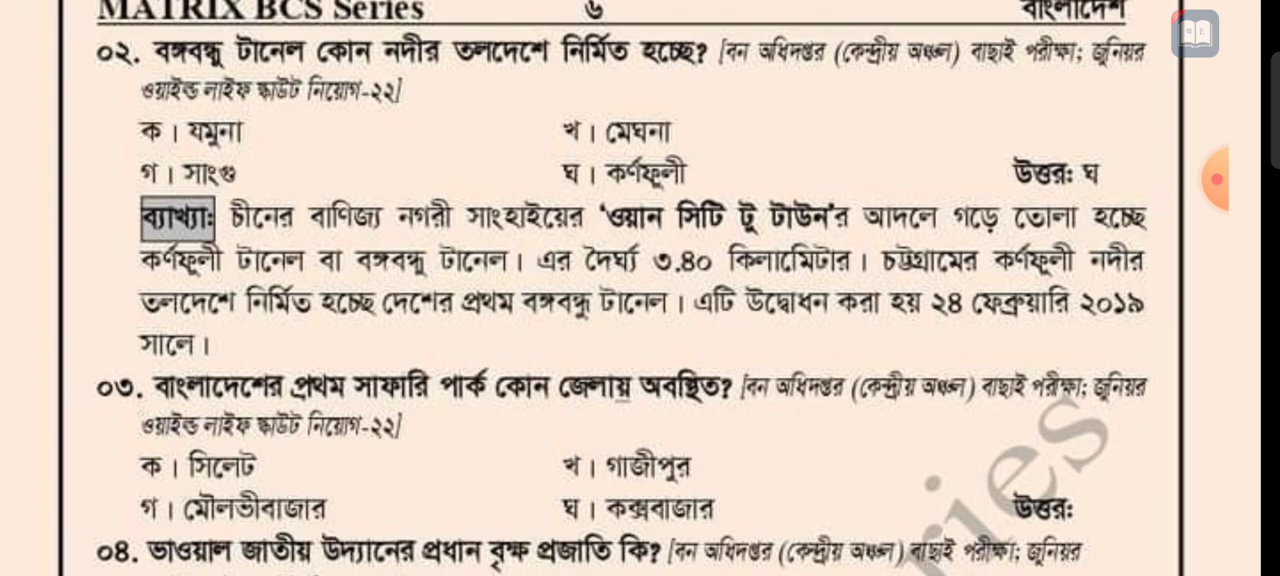 MATRIX BCS Series ৬ বাংলাদেশ
০২. বঙ্গবন্ধু টানেল কোন নদীর তলদেশে নির্মিত হচ্ছে? [বন অধিদপ্তর (কেন্দ্রীয় অঞ্চল) বাছাই পরীক্ষা; জুনিয়র
ওয়াইল্ড লাইফ স্কাউট নিয়োগ-২২]
ক। যমুনা খ। মেঘনা
গ। সাংগু ঘ। কর্ণফূলী উত্তর: ঘ
ব্যাখ্যা: চীনের বাণিজ্য নগরী সাংহাইয়ের ‘ওয়ান সিটি টু টাউন’র আদলে গড়ে তোলা হচ্ছে
কর্ণফূলী টানেল বা বঙ্গবন্ধু টানেল। এর দৈর্ঘ্য ৩.৪০ কিলামিটার। চট্টগ্রামের কর্ণফূলী নদীর
তলদেশে নির্মিত হচ্ছে দেশের প্রথম বঙ্গবন্ধু টানেল। এটি উদ্বোধন করা হয় ২৪ ফেব্রুয়ারি ২০১৯
সালে।
০৩. বাংলাদেশের প্রথম সাফারি পার্ক কোন জেলায় অবস্থিত? [বন অধিদপ্তর (কেন্দ্রীয় অঞ্চল) বাছাই পরীক্ষা; জুনিয়র
ওয়াইল্ড লাইফ স্কাউট নিয়োগ-২২]
ক। সিলেট খ। গাজীপুর
গ। মৌলভীবাজার ঘ। কক্সবাজার উত্তর:
০৪. ভাওয়াল জাতীয় উদ্যানের প্রধান বৃক্ষ প্রজাতি কি? [বন অধিদপ্তর (কেন্দ্রীয় অঞ্চল) বাছাই পরীক্ষা; জুনিয়র